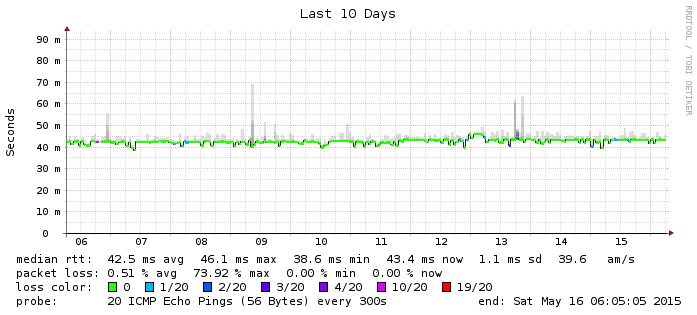 Last 10 Days
RRDTOOL / TOBI OETIKER
Seconds
90 m
80 m
70 m
60 m
50 m
40 m
30 m
20 m
10 m
0
06 07 08 09 10 11 12 13 14 15
median rtt: 42.5 ms avg 46.1 ms max 38.6 ms min 43.4 ms now 1.1 ms sd 39.6 am/s
packet loss: 0.51 % avg 73.92 % max 0.00 % min 0.00 % now
loss color: 0 1/20 2/20 3/20 4/20 10/20 19/20
probe: 20 ICMP Echo Pings (56 Bytes) every 300s end: Sat May 16 06:05:05 2015